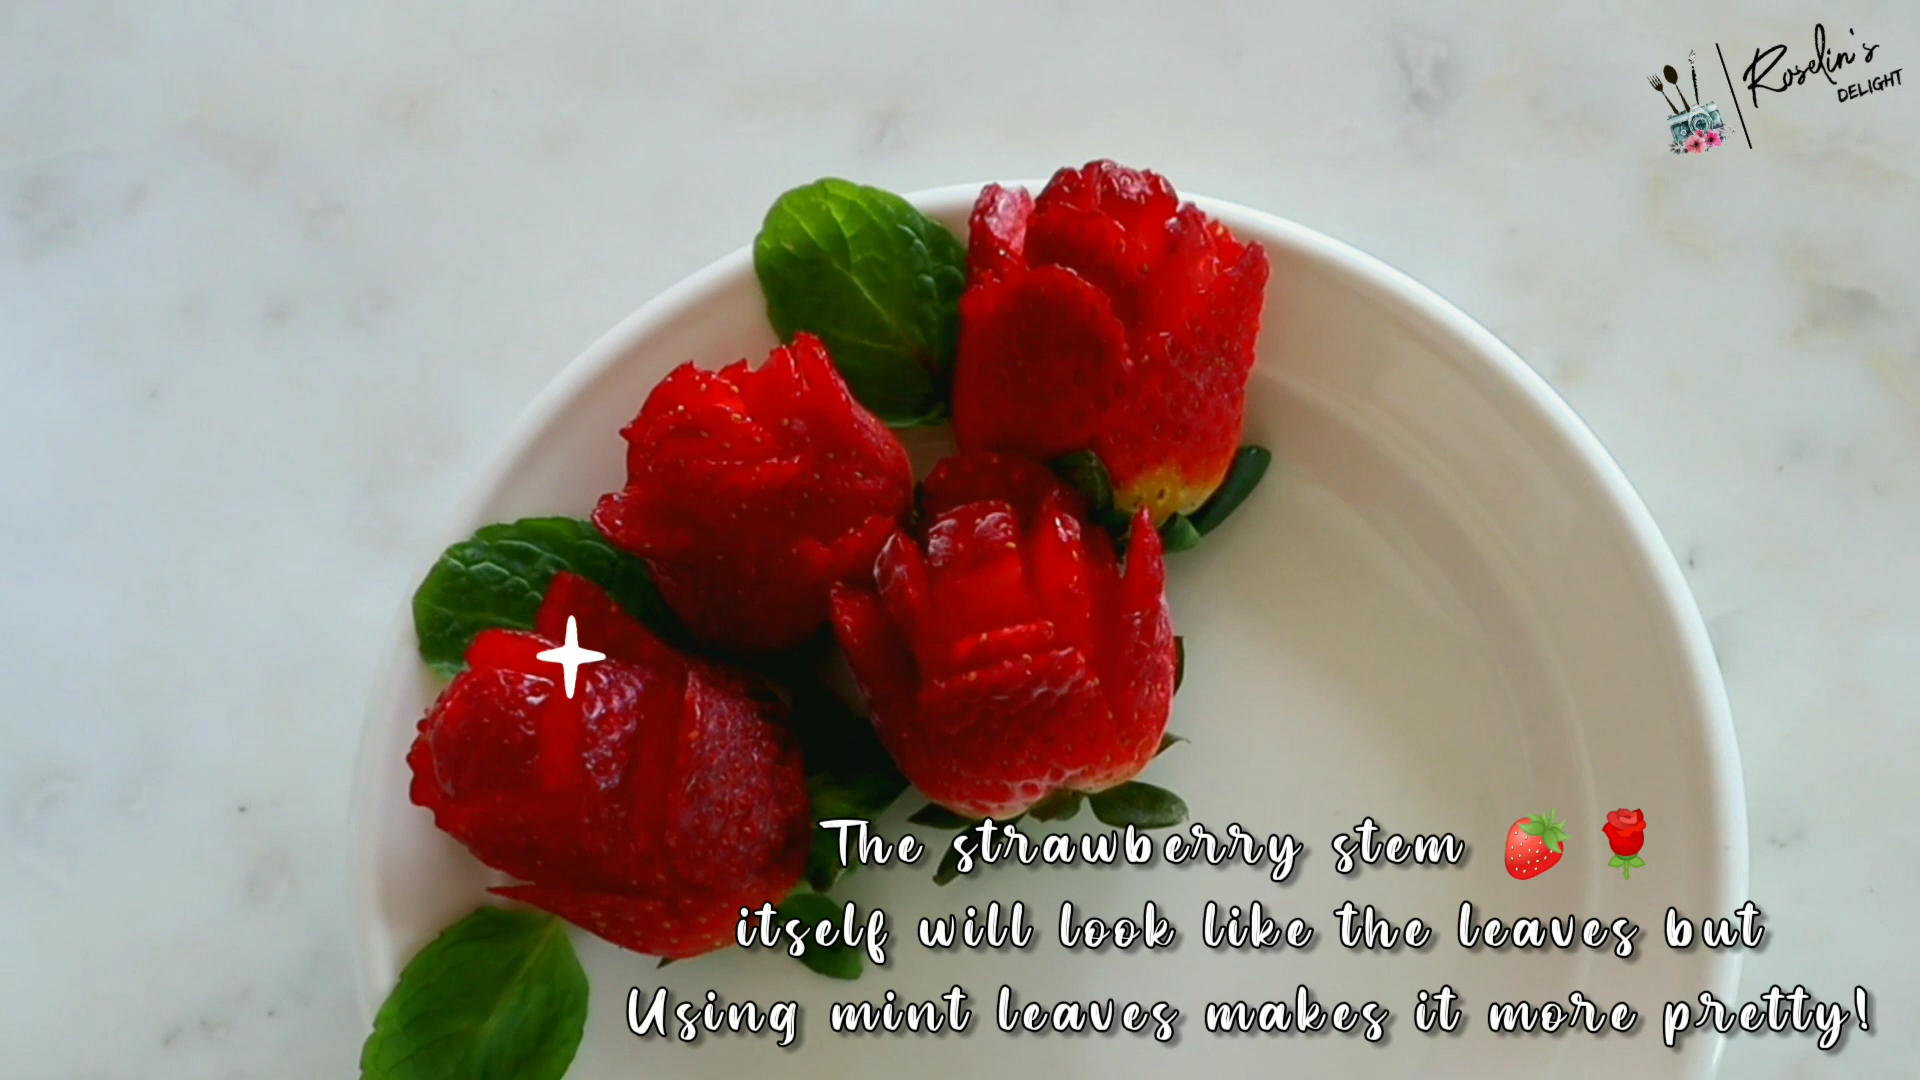 Roselin's
DELIGHT
The strawberry stem 🍓 🌹
itself will look like the leaves but
Using mint leaves makes it more pretty!